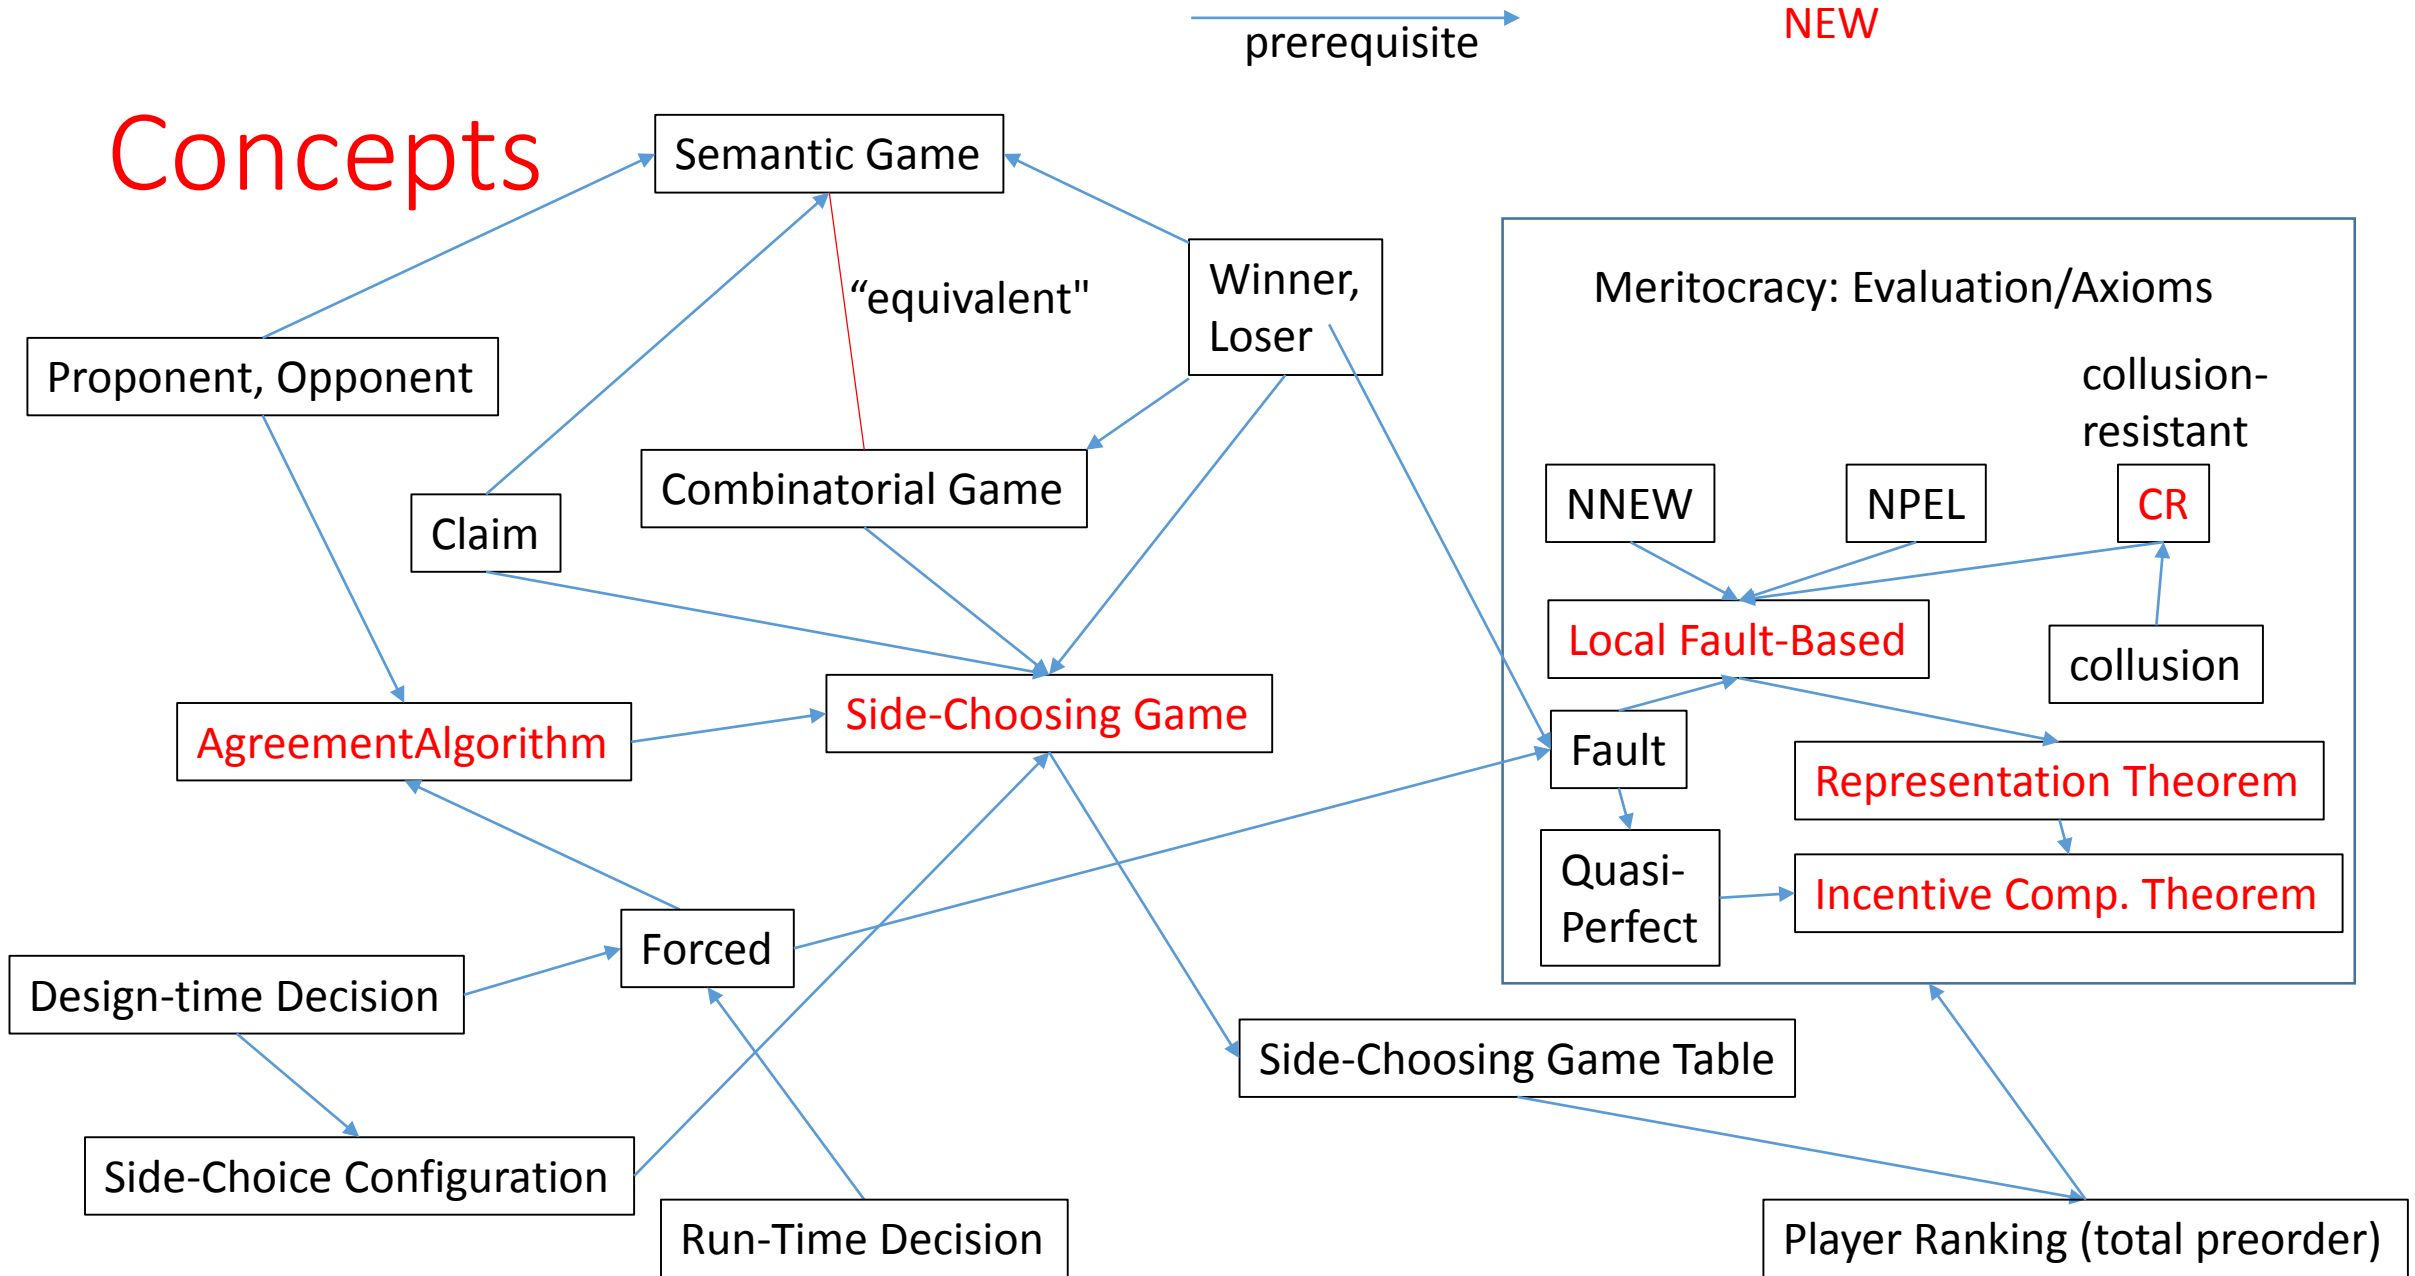 prerequisite
NEW
Concepts
Semantic Game
“equivalent"
Winner,
Loser
Meritocracy: Evaluation/Axioms
Proponent, Opponent
collusion-
resistant
Combinatorial Game
Claim
NNEW
NPEL
CR
Local Fault-Based
collusion
AgreementAlgorithm
Side-Choosing Game
Fault
Representation Theorem
Quasi-
Perfect
Incentive Comp. Theorem
Forced
Design-time Decision
Side-Choosing Game Table
Side-Choice Configuration
Run-Time Decision
Player Ranking (total preorder)